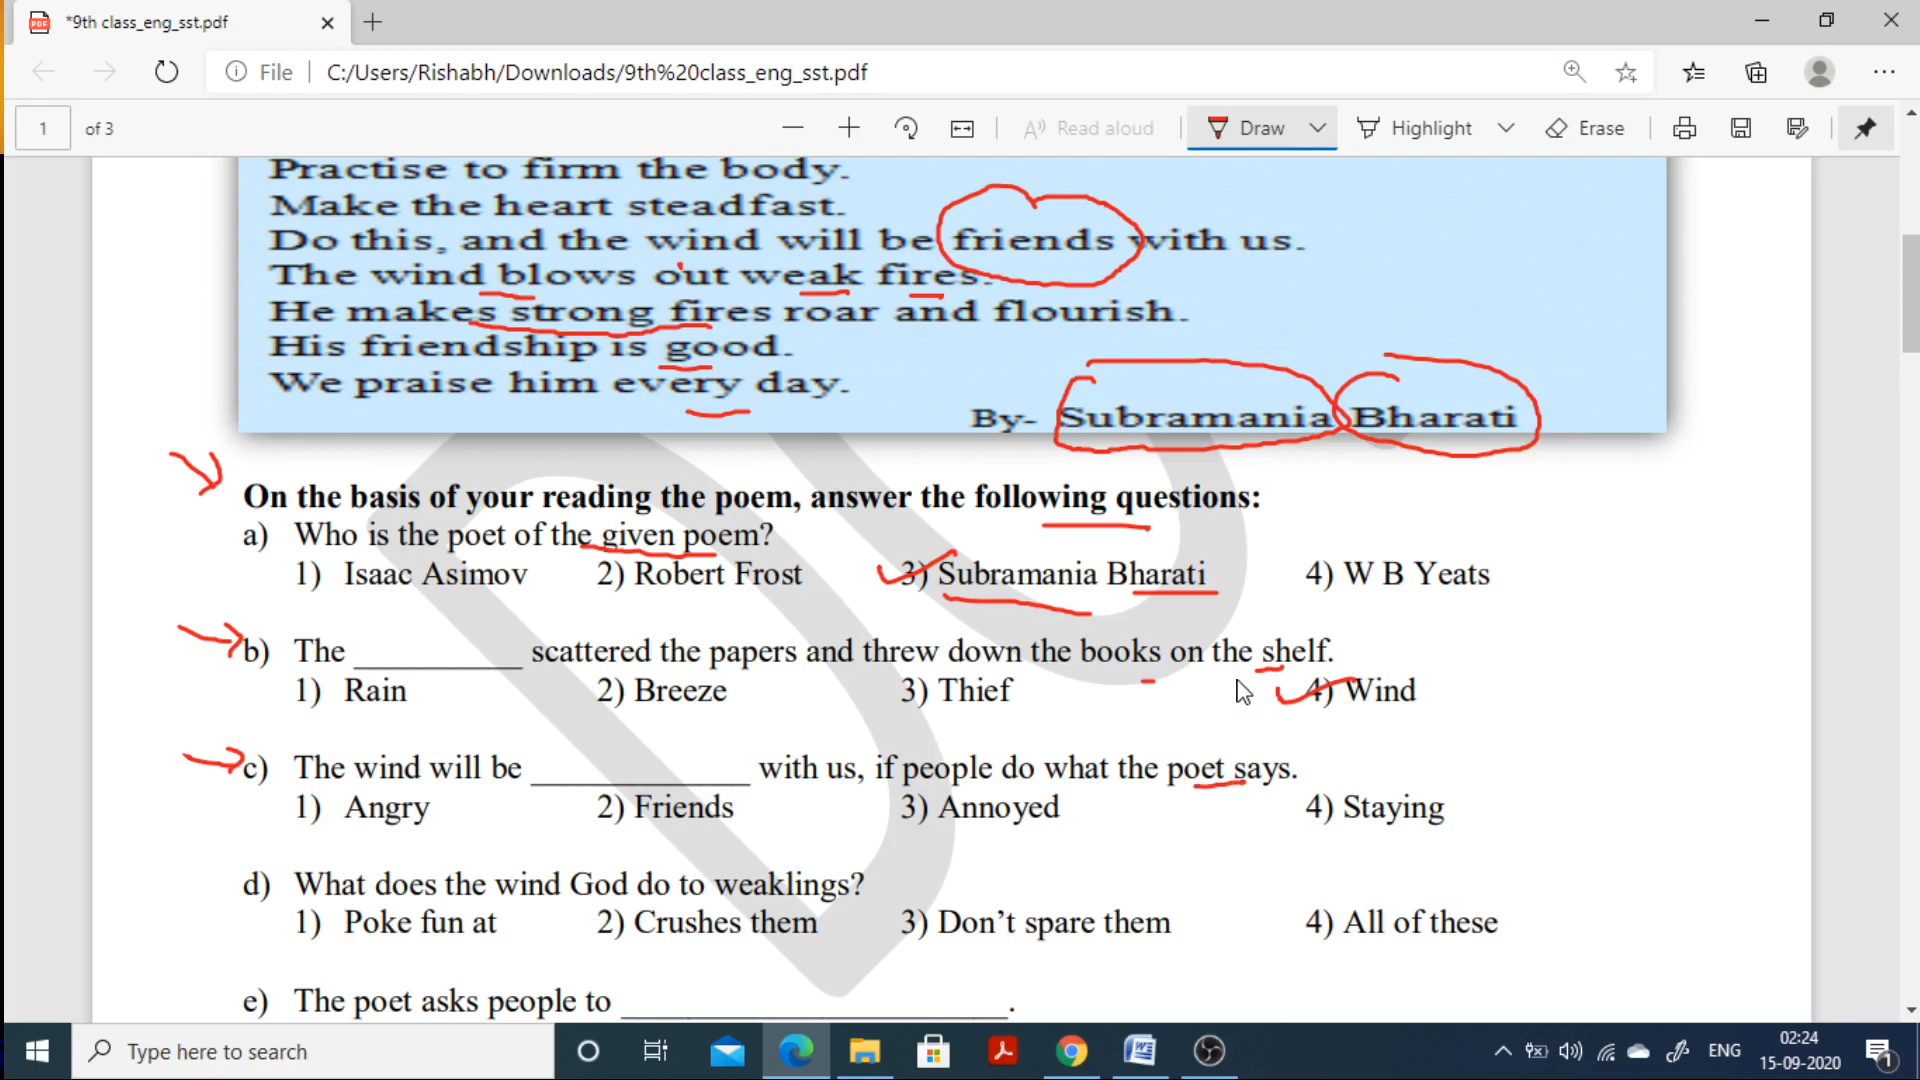 *9th class_eng_sst.pdf
File
C:/Users/Rishabh/Downloads/9th%20class_eng_sst.pdf
1 of 3
Read aloud
Draw
Highlight
Erase
Practise to firm the body.
Make the heart steadfast.
Do this, and the wind will be friends with us.
The wind blows out weak fires.
He makes strong fires roar and flourish.
His friendship is good.
We praise him every day.
By- Subramania Bharati
On the basis of your reading the poem, answer the following questions:
a) Who is the poet of the given poem?
1) Isaac Asimov 2) Robert Frost 3) Subramania Bharati 4) W B Yeats
b) The __________ scattered the papers and threw down the books on the shelf.
1) Rain 2) Breeze 3) Thief 4) Wind
c) The wind will be _____________ with us, if people do what the poet says.
1) Angry 2) Friends 3) Annoyed 4) Staying
d) What does the wind God do to weaklings?
1) Poke fun at 2) Crushes them 3) Don't spare them 4) All of these
e) The poet asks people to _______________________.
Type here to search
ENG
02:24
15-09-2020
1